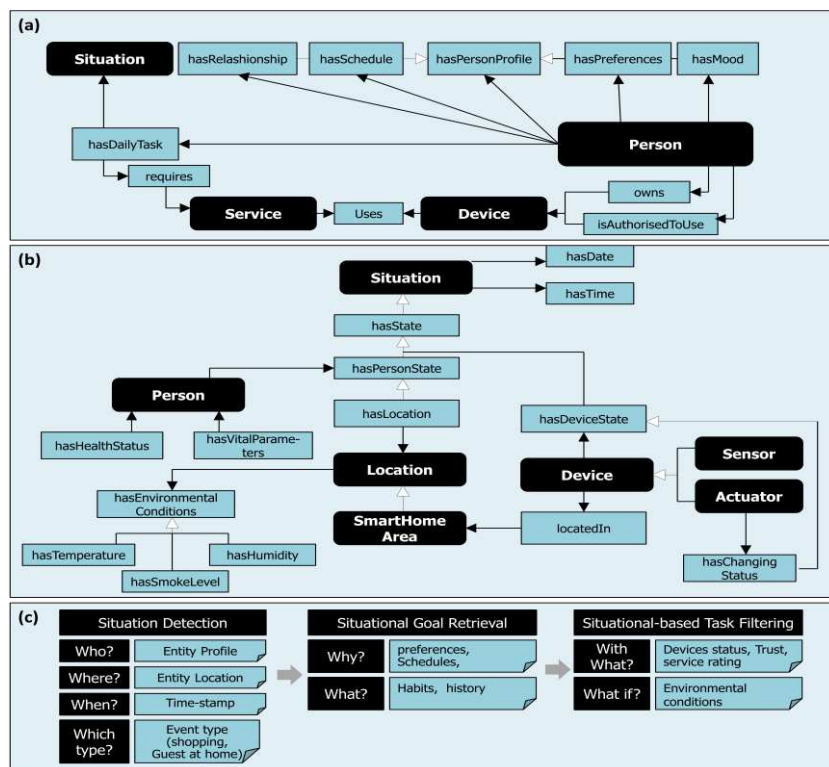 (a)
Situation
hasRelashionship
hasSchedule
hasPersonProfile
hasPreferences
hasMood
hasDailyTask
Person
requires
owns
Service
Uses
Device
isAuthorisedToUse
(b)
Situation
hasDate
hasTime
hasState
hasPersonState
Person
hasLocation
hasDeviceState
hasHealthStatus
hasVitalParame-
ters
Location
Device
Sensor
Actuator
hasEnvironmental
Conditions
SmartHome
Area
locatedIn
hasTemperature
hasHumidity
hasSmokeLevel
hasChanging
Status
(c)
Situation Detection
Who?
Entity Profile
Where?
Entity Location
When?
Time-stamp
Which
type?
Event type
(shopping,
Guest at home)
Situational Goal Retrieval
Why?
preferences,
Schedules,
What?
Habits, history
Situational-based Task Filtering
With
What?
Devices status, Trust,
service rating
What if?
Environmental
conditions